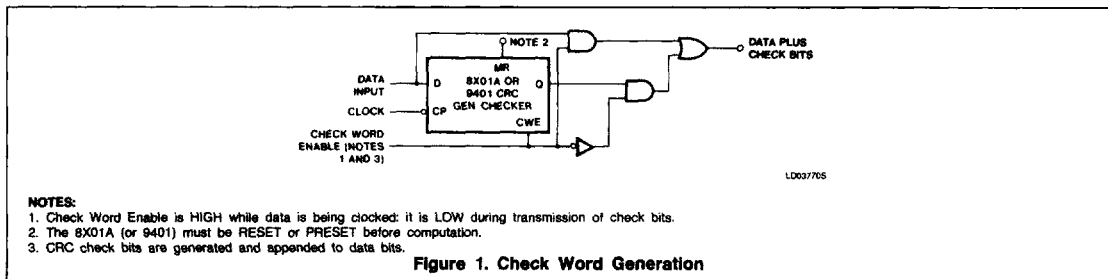 NOTE 2
DATA PLUS
CHECK BITS
MR
8X01A OR
9401 CRC
GEN CHECKER
D
Q
CP
CWE
DATA
INPUT
CLOCK
CHECK WORD
ENABLE (NOTES
1 AND 3)
LD03770S
NOTES:
1. Check Word Enable is HIGH while data is being clocked: it is LOW during transmission of check bits.
2. The 8X01A (or 9401) must be RESET or PRESET before computation.
3. CRC check bits are generated and appended to data bits.
Figure 1. Check Word Generation